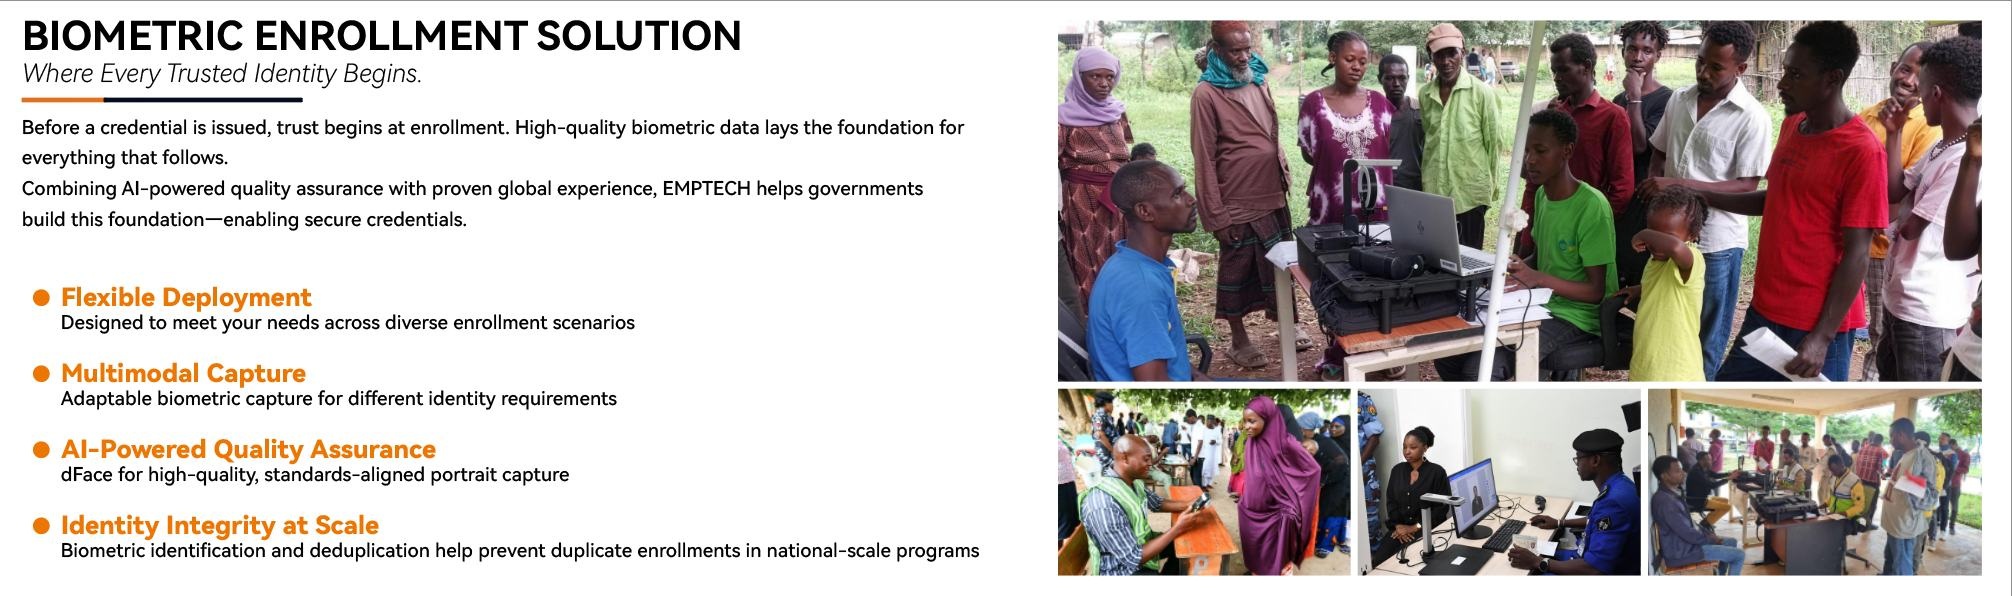 BIOMETRIC ENROLLMENT SOLUTION
Where Every Trusted Identity Begins.
Before a credential is issued, trust begins at enrollment. High-quality biometric data lays the foundation for
everything that follows.
Combining AI-powered quality assurance with proven global experience, EMPTECH helps governments
build this foundation—enabling secure credentials.
Flexible Deployment
Designed to meet your needs across diverse enrollment scenarios
Multimodal Capture
Adaptable biometric capture for different identity requirements
AI-Powered Quality Assurance
dFace for high-quality, standards-aligned portrait capture
Identity Integrity at Scale
Biometric identification and deduplication help prevent duplicate enrollments in national-scale programs